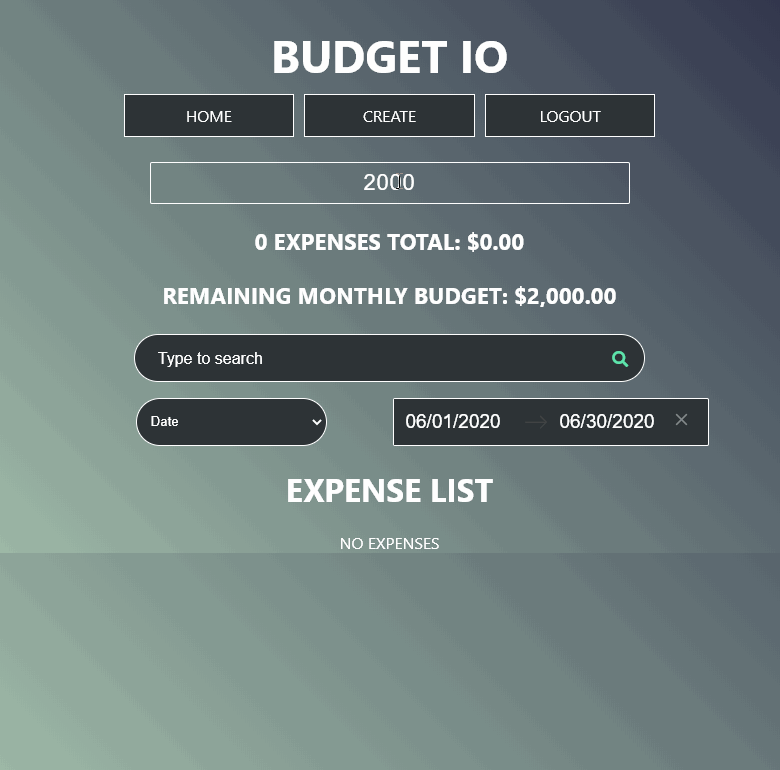 BUDGET IO
HOME CREATE LOGOUT
2000
0 EXPENSES TOTAL: $0.00
REMAINING MONTHLY BUDGET: $2,000.00
Type to search
Date 06/01/2020 → 06/30/2020 ×
EXPENSE LIST
NO EXPENSES